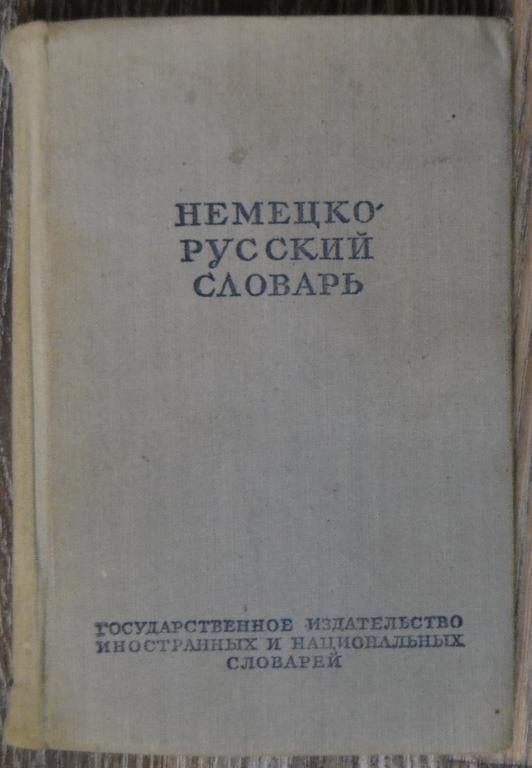 НЕМЕЦКО-
РУССКИЙ
СЛОВАРЬ
ГОСУДАРСТВЕННОЕ ИЗДАТЕЛЬСТВО
ИНОСТРАННЫХ И НАЦИОНАЛЬНЫХ
СЛОВАРЕЙ